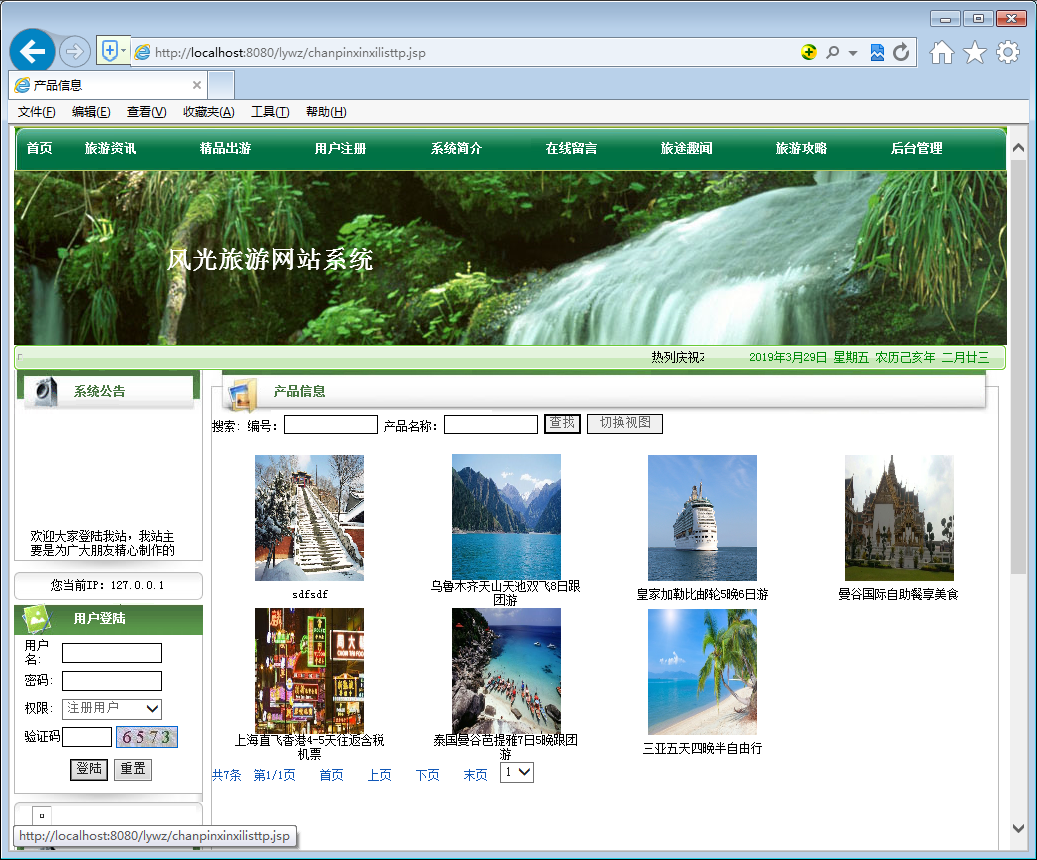 http://localhost:8080/lywz/chanpinxinxilisttp.jsp
产品信息
文件(F) 编辑(E) 查看(V) 收藏夹(A) 工具(T) 帮助(H)
首页 旅游资讯 精品出游 用户注册 系统简介 在线留言 旅途趣闻 旅游攻略 后台管理
风光旅游网站系统
热列庆祝 2019年3月29日 星期五 农历己亥年 二月廿三
系统公告
欢迎大家登陆我站，我站主
要是为广大朋友精心制作的
您当前IP：127.0.0.1
用户登陆
用户
名：
密码：
权限： 注册用户
验证码 6573
登陆 重置
产品信息
搜索：编号： 产品名称： 查找 切换视图
sdfsdf
乌鲁木齐天山天池双飞8日跟
团游
皇家加勒比邮轮5晚6日游
曼谷国际自助餐享美食
上海直飞香港4-5天往返含税
机票
泰国曼谷芭提雅7日5晚跟团
游
三亚五天四晚半自由行
共7条 第1/1页 首页 上页 下页 末页 1
http://localhost:8080/lywz/chanpinxinxilisttp.jsp